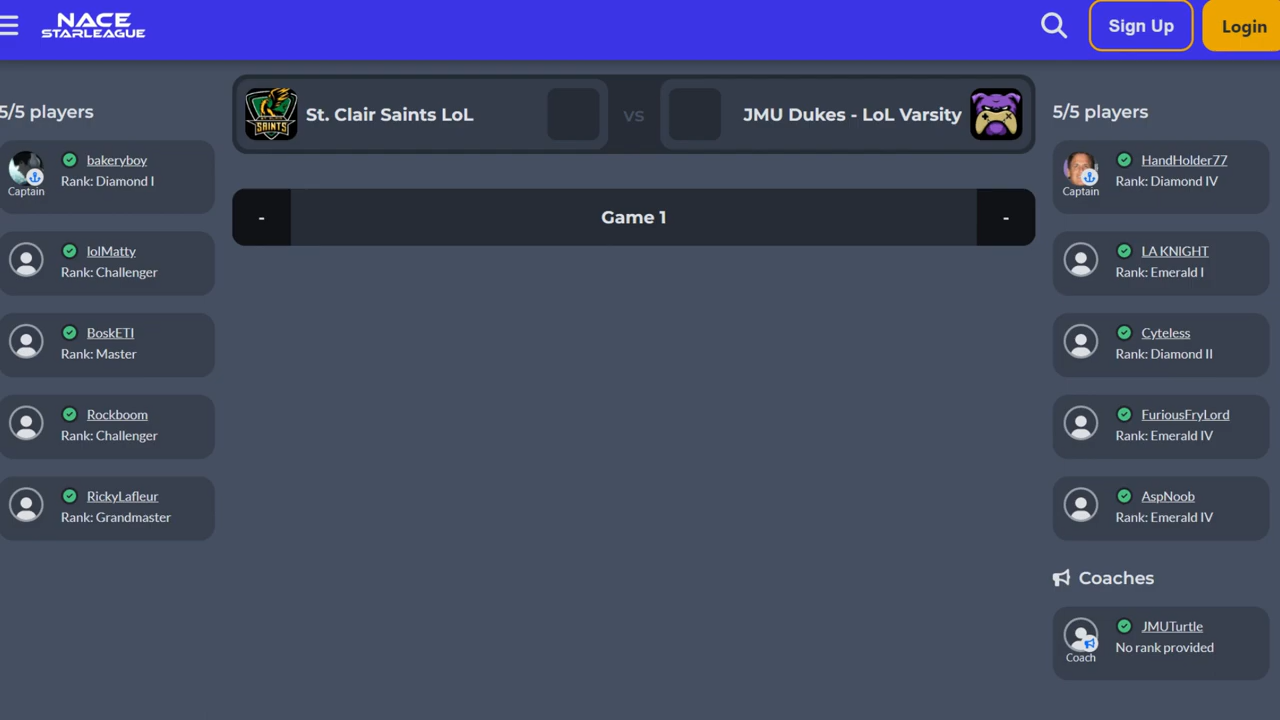 NACE
STARLEAGUE
Sign Up
Login
5/5 players
bakeryboy
Rank: Diamond I
Captain
lolMatty
Rank: Challenger
BoskETI
Rank: Master
Rockboom
Rank: Challenger
RickyLafleur
Rank: Grandmaster
SAINTS
St. Clair Saints LoL
vs
JMU Dukes - LoL Varsity
-
Game 1
-
5/5 players
HandHolder77
Rank: Diamond IV
Captain
LA KNIGHT
Rank: Emerald I
Cyteless
Rank: Diamond II
FuriousFryLord
Rank: Emerald IV
AspNoob
Rank: Emerald IV
Coaches
JMUTurtle
No rank provided
Coach